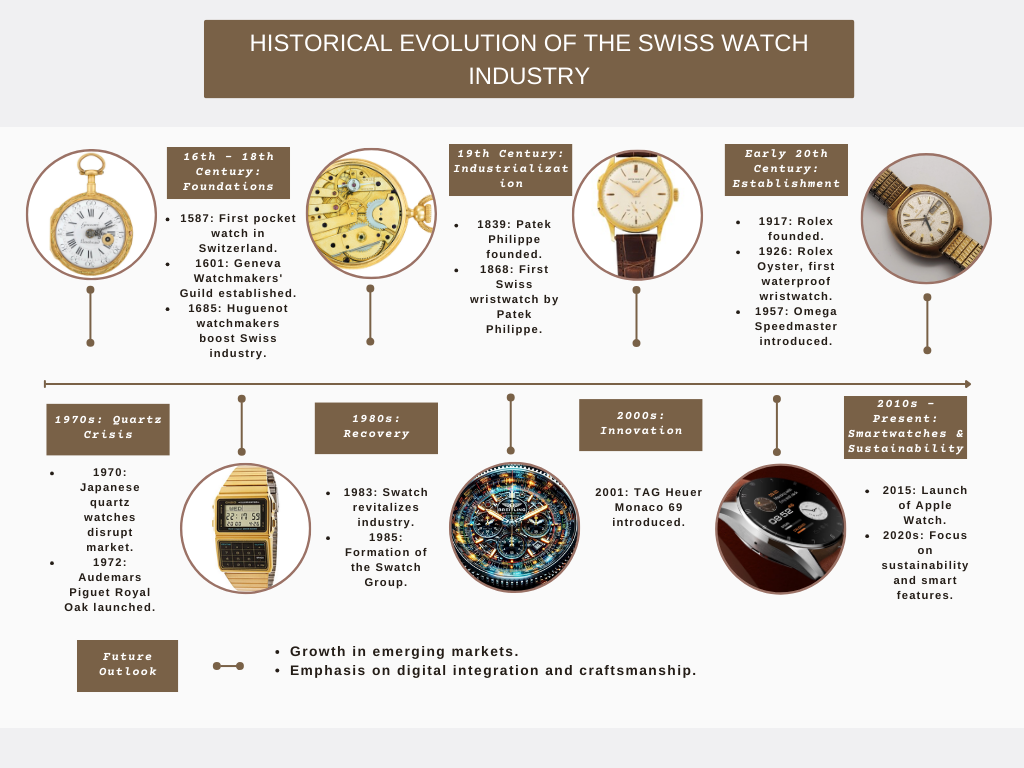 HISTORICAL EVOLUTION OF THE SWISS WATCH
INDUSTRY
16th – 18th
Century:
Foundations
• 1587: First pocket
watch in
Switzerland.
• 1601: Geneva
Watchmakers'
Guild established.
• 1685: Huguenot
watchmakers
boost Swiss
industry.
19th Century:
Industrializat
ion
• 1839: Patek
Philippe
founded.
• 1868: First
Swiss
wristwatch by
Patek
Philippe.
Early 20th
Century:
Establishment
• 1917: Rolex
founded.
• 1926: Rolex
Oyster, first
waterproof
wristwatch.
• 1957: Omega
Speedmaster
introduced.
1970s: Quartz
Crisis
• 1970:
Japanese
quartz
watches
disrupt
market.
• 1972:
Audemars
Piguet Royal
Oak launched.
1980s:
Recovery
• 1983: Swatch
revitalizes
industry.
• 1985:
Formation of
the Swatch
Group.
BREITLING
2000s:
Innovation
2001: TAG Heuer
Monaco 69
introduced.
2010s –
Present:
Smartwatches &
Sustainability
• 2015: Launch
of Apple
Watch.
• 2020s: Focus
on
sustainability
and smart
features.
Future
Outlook
• Growth in emerging markets.
• Emphasis on digital integration and craftsmanship.